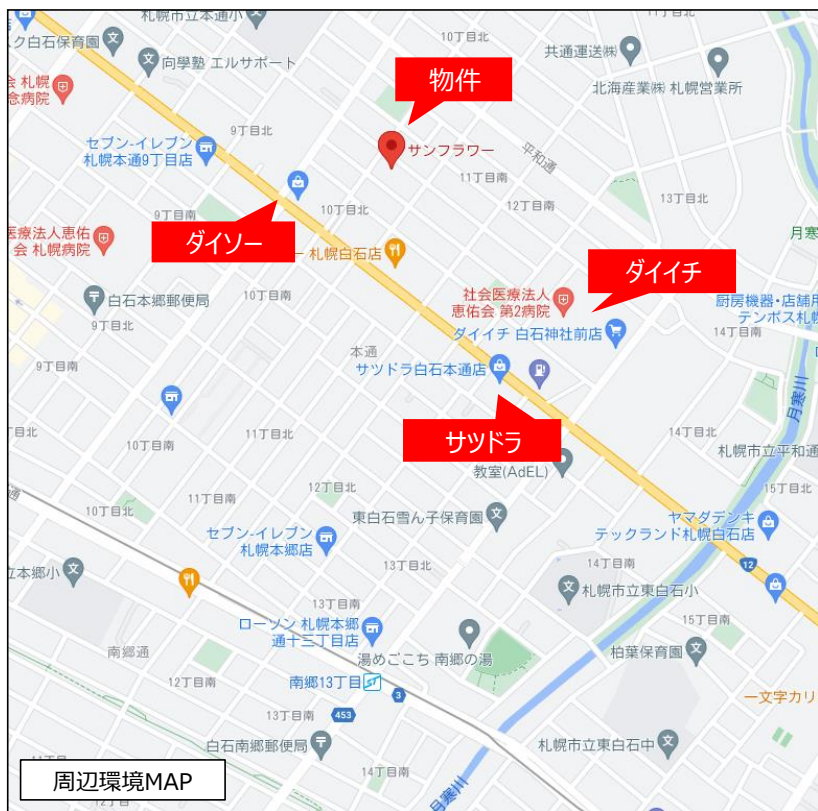 札幌市立本通小
10丁目北
11丁目北
スク白石保育園
向學塾 エルサポート
共通運送㈱
北海産業㈱ 札幌営業所
会 札幌
念病院
物件
サンフラワー
9丁目北
セブン-イレブン
札幌本通9丁目店
平和通
11丁目南
12丁目南
13丁目北
9丁目南
10丁目南
ダイソー
医療法人恵佑
会 札幌病院
ー 札幌白石店
月寒
ダイイチ
白石本郷郵便局
10丁目南
社会医療法人
恵佑会 第2病院
ダイイチ 白石神社前店
厨房機器・店舗用
テンポス札幌
14丁目南
9丁目北
本通
サツドラ白石本通店
9丁目南
月寒川
サツドラ
14丁目北
10丁目北
11丁目北
10丁目南
札幌市立平和通
教室(AdEL)
15丁目北
12丁目北
10丁目北
11丁目南
東白石雪ん子保育園
ヤマダデンキ
テックランド札幌白石店
セブン-イレブン
札幌本郷店
12
13丁目北
14丁目南
立本郷小
札幌市立東白石小
13丁目南
15丁目南
ローソン 札幌本郷
通十三丁目店
南郷通
湯めごこち 南郷の湯
柏葉保育園
12丁目南
南郷13丁目
3
一文字カリ
13丁目南
453
白石南郷郵便局
札幌市立東白石中
14丁目南
周辺環境MAP
月寒川